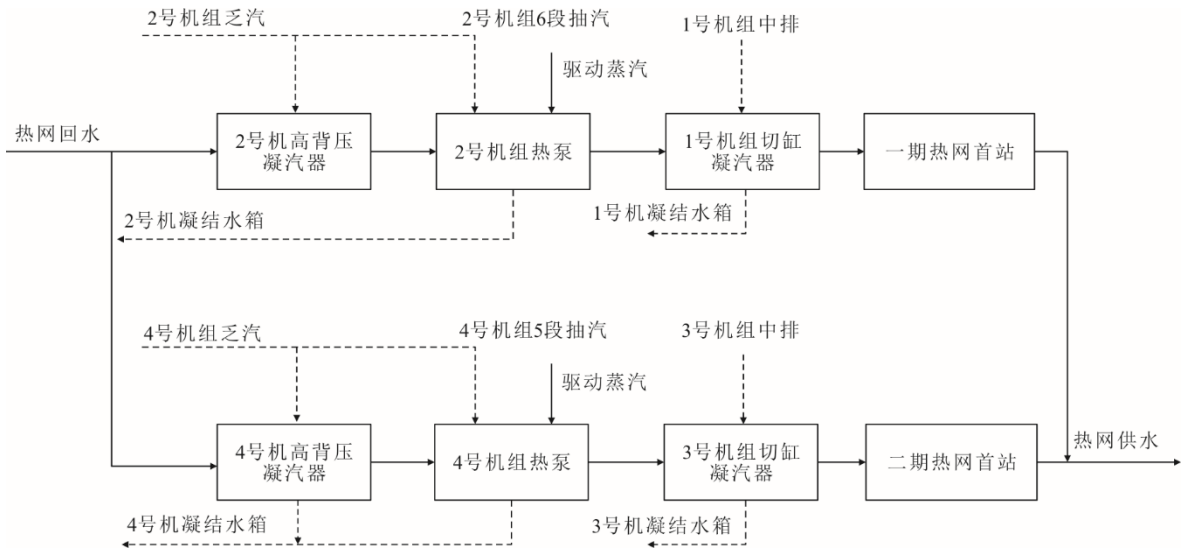 2号机组乏汽
2号机组6段抽汽
1号机组中排
驱动蒸汽
热网回水
2号机高背压
凝汽器
2号机组热泵
1号机组切缸
凝汽器
一期热网首站
2号机凝结水箱
1号机凝结水箱
4号机组乏汽
4号机组5段抽汽
3号机组中排
驱动蒸汽
4号机高背压
凝汽器
4号机组热泵
3号机组切缸
凝汽器
二期热网首站
热网供水
4号机凝结水箱
3号机凝结水箱